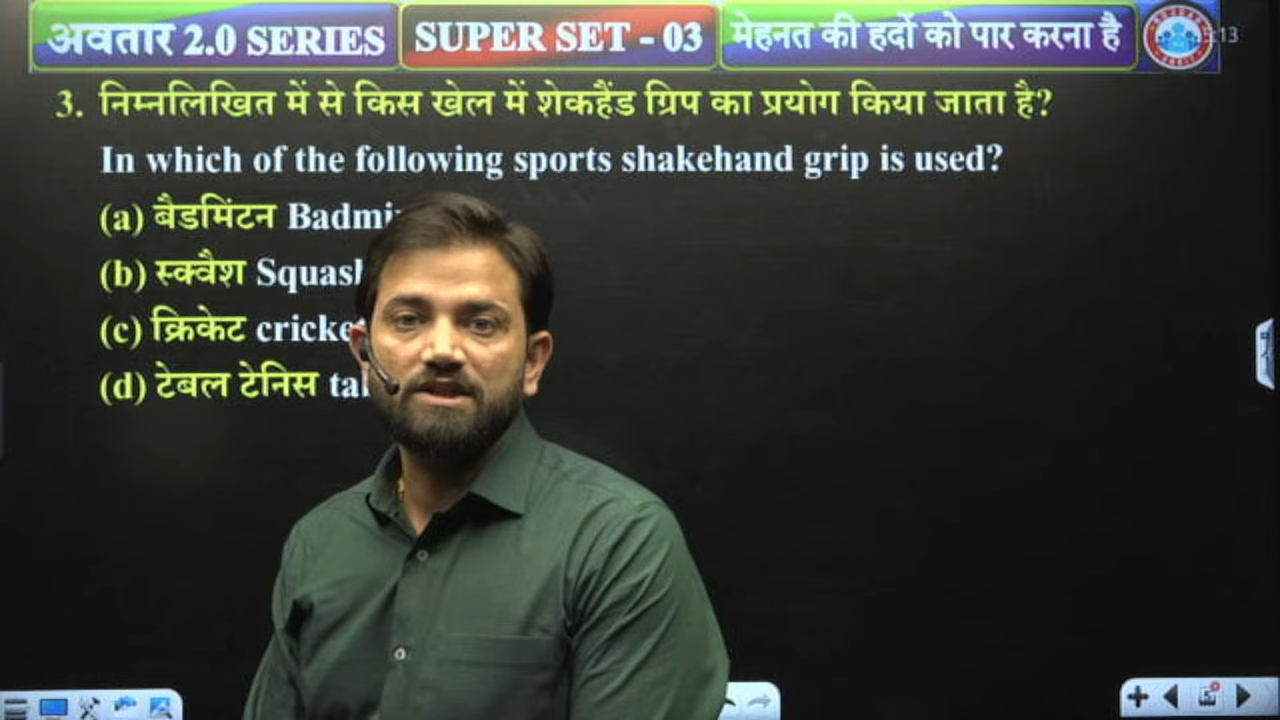 अवतार 2.0 SERIES SUPER SET - 03 मेहनत की हदों को पार करना है
3. निम्नलिखित में से किस खेल में शेकहैंड ग्रिप का प्रयोग किया जाता है?
In which of the following sports shakehand grip is used?
(a) बैडमिंटन
(b) स्क्वैश
(c) क्रिकेट
(d) टेबल टेनिस